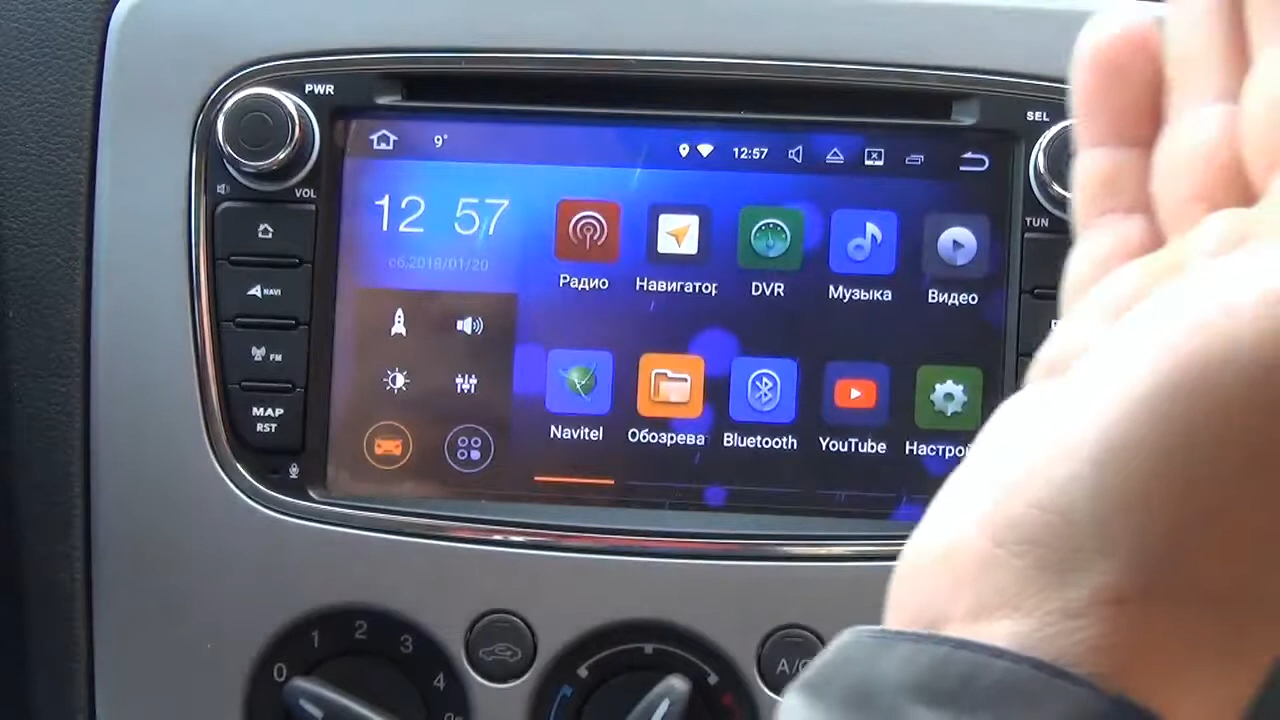 PWR
SEL
9°
12:57
VOL
TUN
12 57
сб,2018/01/20
Радио
Навигатор
DVR
Музыка
Видео
NAVI
FM
MAP
RST
Navitel
Обозрева
Bluetooth
YouTube
Настрой
0 1 2 3 4
A/C